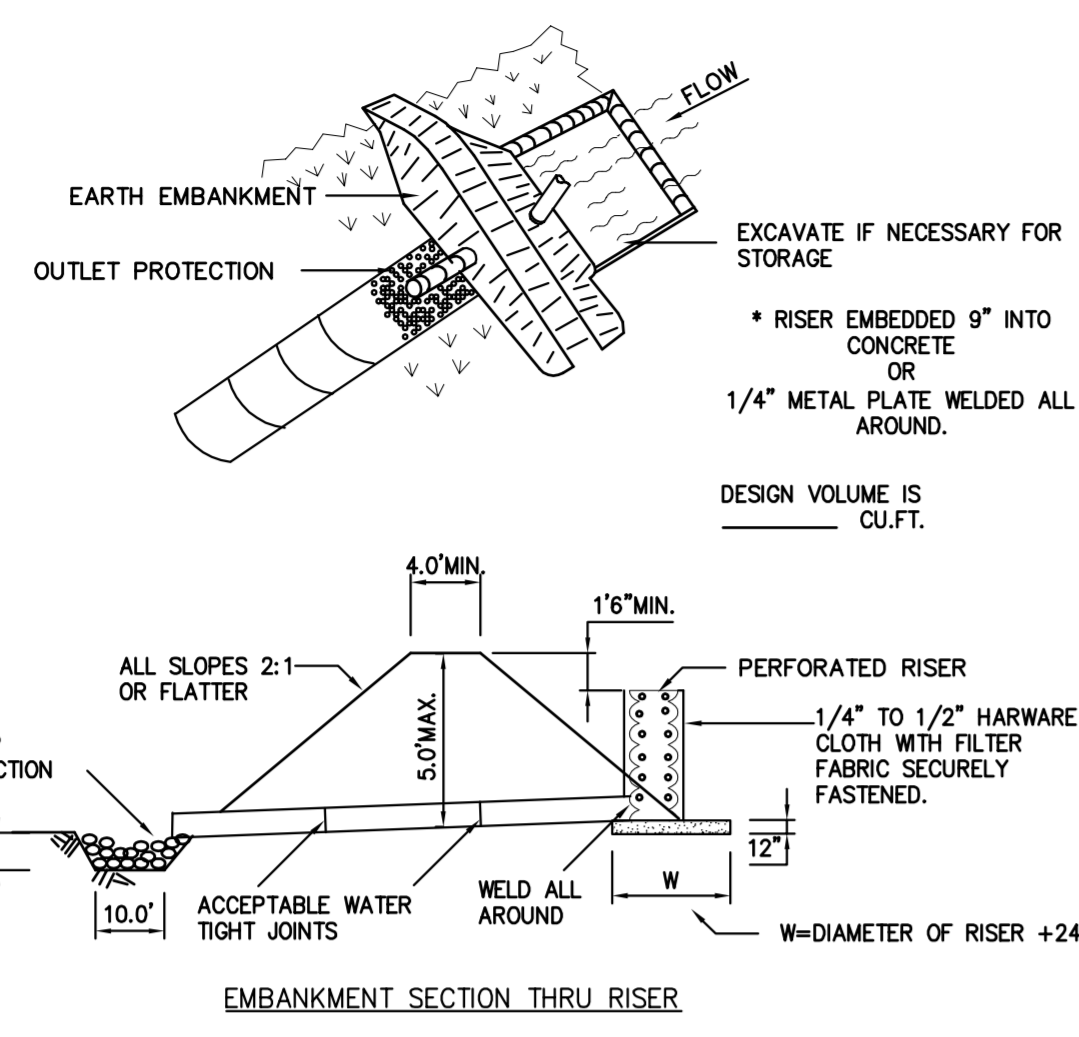 FLOW
EARTH EMBANKMENT
OUTLET PROTECTION
EXCAVATE IF NECESSARY FOR
STORAGE
* RISER EMBEDDED 9" INTO
CONCRETE
OR
1/4" METAL PLATE WELDED ALL
AROUND.
DESIGN VOLUME IS
________ CU.FT.
4.0'MIN.
1'6"MIN.
ALL SLOPES 2:1
OR FLATTER
5.0'MAX.
PERFORATED RISER
1/4" TO 1/2" HARWARE
CLOTH WITH FILTER
FABRIC SECURELY
FASTENED.
CTION
12"
10.0'
ACCEPTABLE WATER
TIGHT JOINTS
WELD ALL
AROUND
W
W=DIAMETER OF RISER +24
EMBANKMENT SECTION THRU RISER